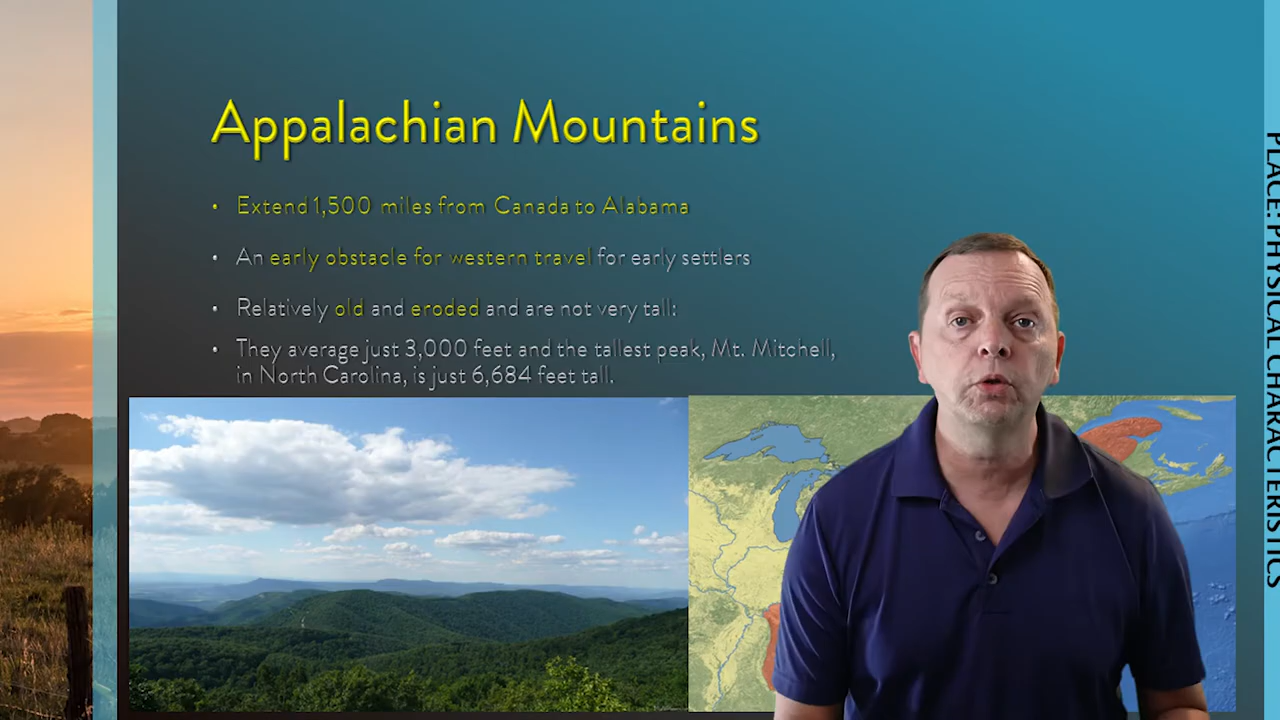 Appalachian Mountains
• Extend 1,500 miles from Canada to Alabama
• An early obstacle for western travel for early settlers
• Relatively old and eroded and are not very tall:
• They average just 3,000 feet and the tallest peak, Mt. Mitchell,
in North Carolina, is just 6,684 feet tall.
PLACE: PHYSICAL CHARACTERISTICS